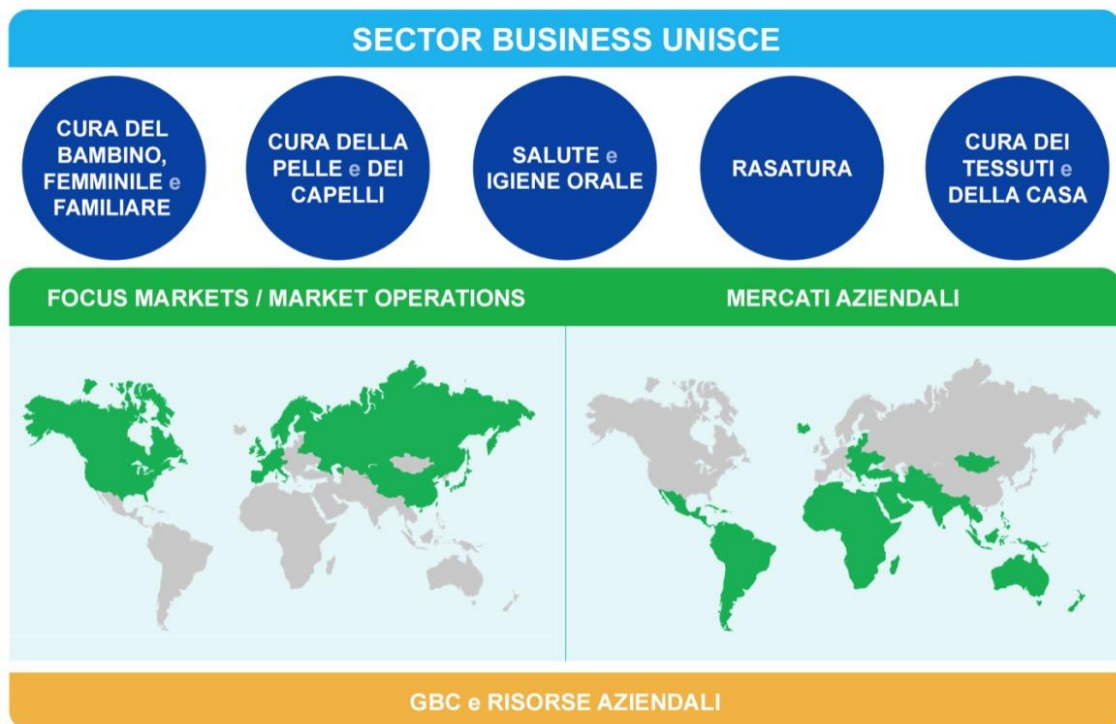 SECTOR BUSINESS UNISCE
CURA DEL
BAMBINO,
FEMMINILE e
FAMILIARE
CURA DELLA
PELLE e DEI
CAPELLI
SALUTE e
IGIENE ORALE
RASATURA
CURA DEI
TESSUTI e
DELLA CASA
FOCUS MARKETS / MARKET OPERATIONS
MERCATI AZIENDALI
GBC e RISORSE AZIENDALI